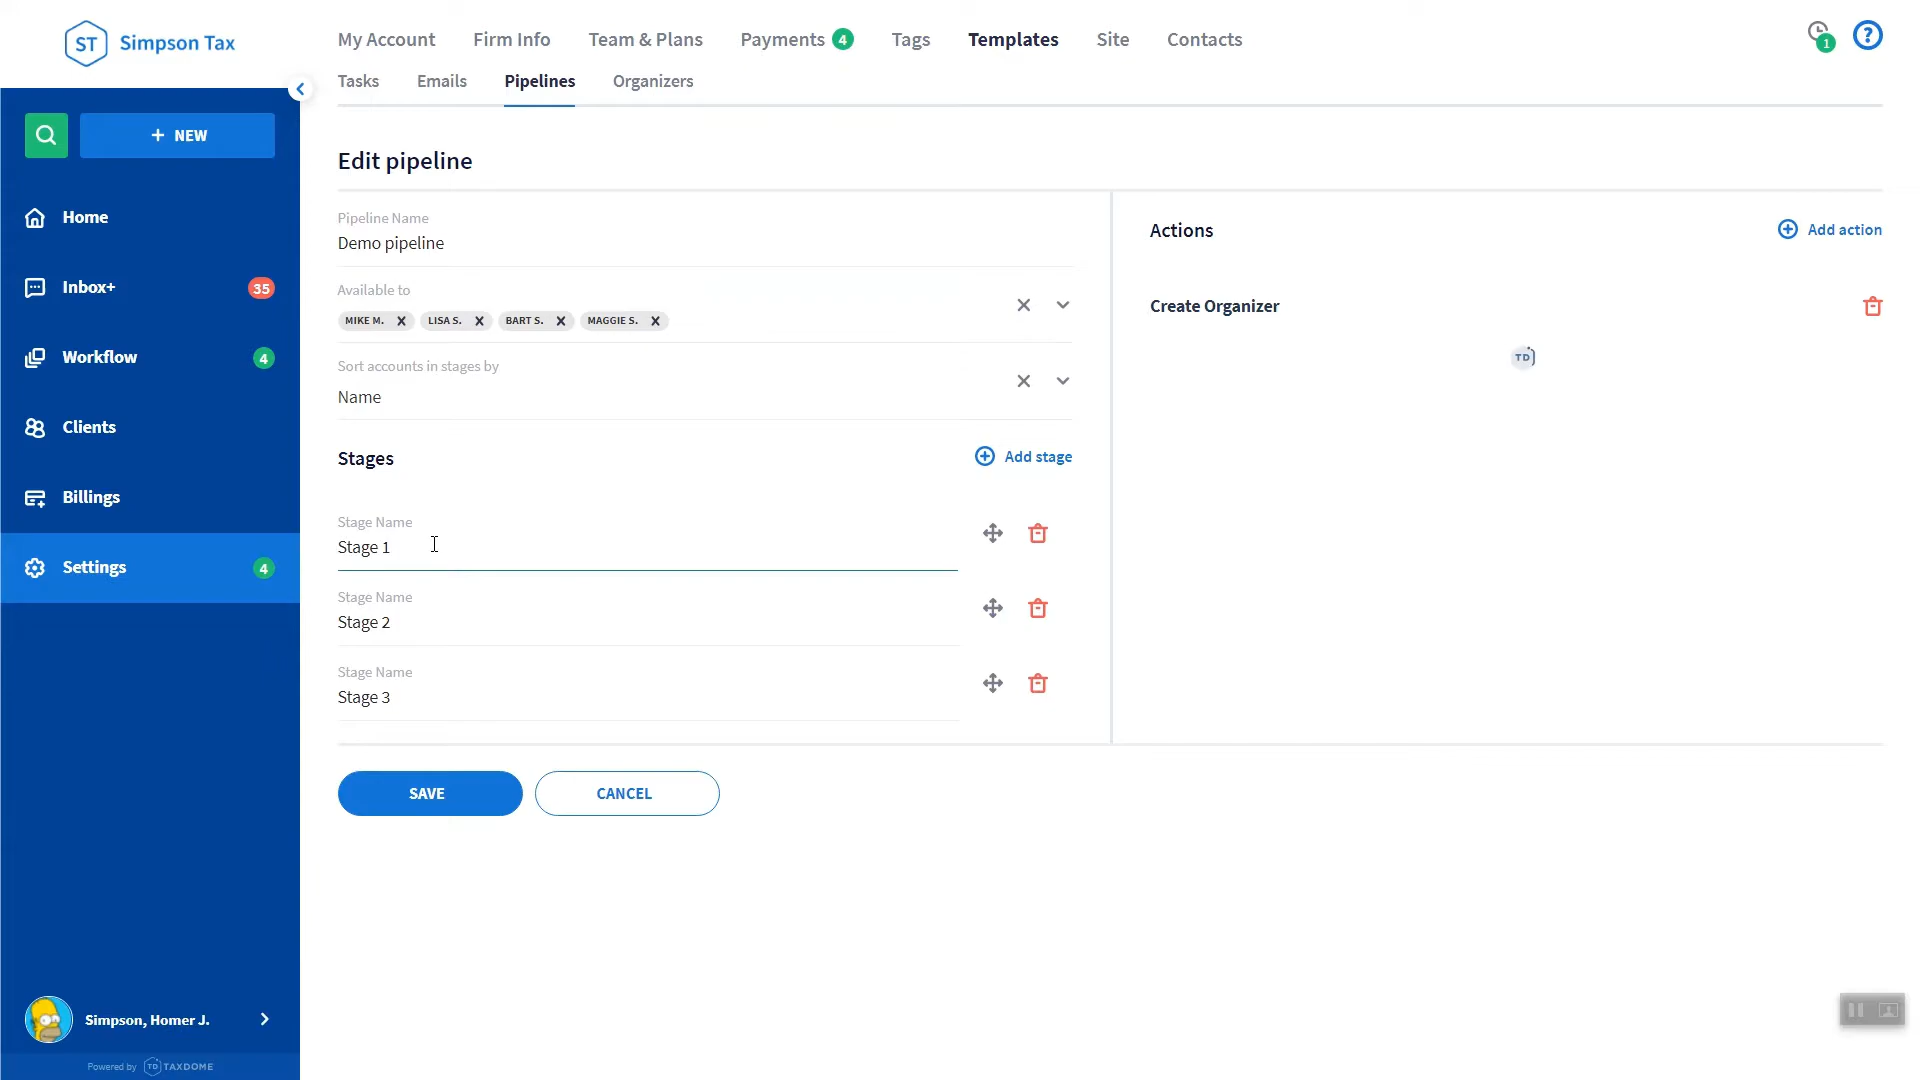 ST Simpson Tax
My Account Firm Info Team & Plans Payments 4 Tags Templates Site Contacts
1 ?
Tasks Emails Pipelines Organizers
+ NEW
Home
Inbox+ 35
Workflow 4
Clients
Billings
Settings 4
Simpson, Homer J.
Powered by TD TAXDOME
Edit pipeline
Pipeline Name
Demo pipeline
Available to
MIKE M. X LISA S. X BART S. X MAGGIE S. X
Sort accounts in stages by
Name
Stages Add stage
Stage Name
Stage 1
Stage Name
Stage 2
Stage Name
Stage 3
SAVE CANCEL
Actions Add action
Create Organizer
TD